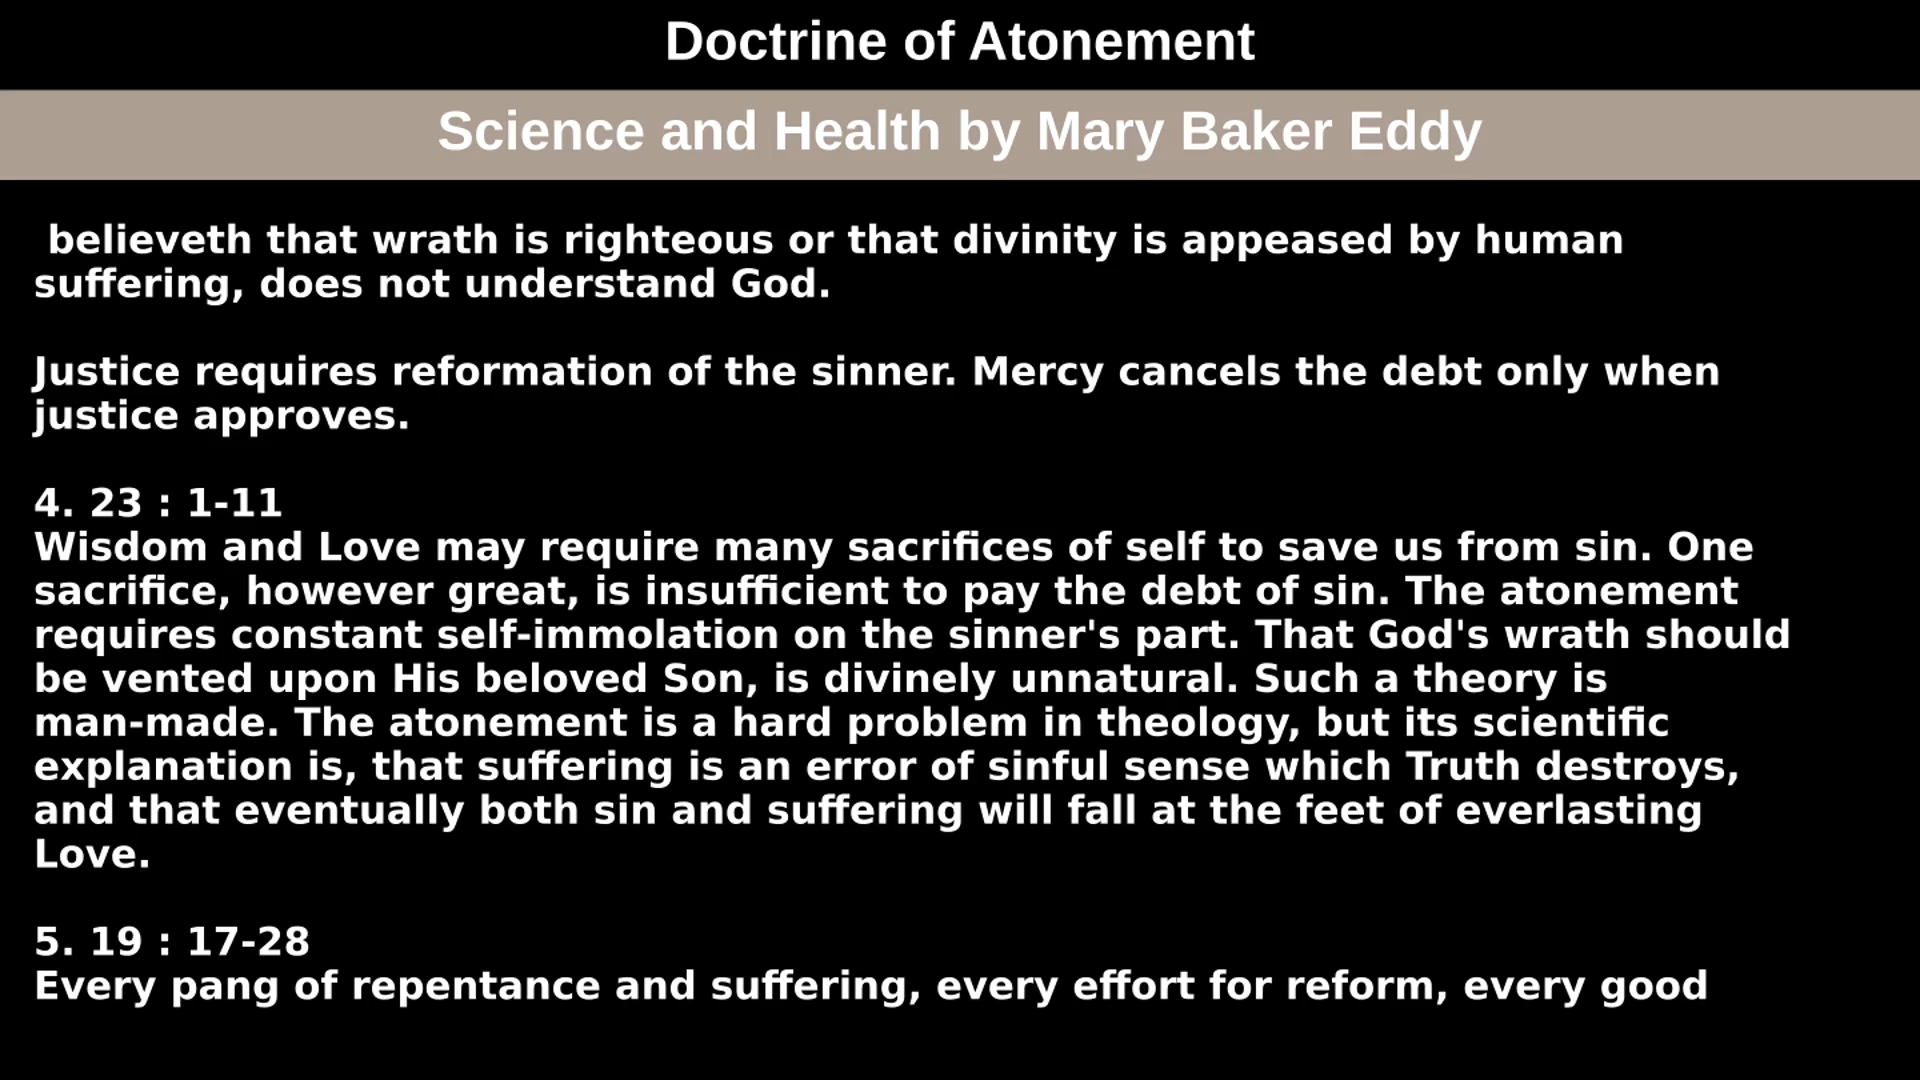 Doctrine of Atonement
Science and Health by Mary Baker Eddy
believeth that wrath is righteous or that divinity is appeased by human
suffering, does not understand God.
Justice requires reformation of the sinner. Mercy cancels the debt only when
justice approves.
4. 23 : 1-11
Wisdom and Love may require many sacrifices of self to save us from sin. One
sacrifice, however great, is insufficient to pay the debt of sin. The atonement
requires constant self-immolation on the sinner's part. That God's wrath should
be vented upon His beloved Son, is divinely unnatural. Such a theory is
man-made. The atonement is a hard problem in theology, but its scientific
explanation is, that suffering is an error of sinful sense which Truth destroys,
and that eventually both sin and suffering will fall at the feet of everlasting
Love.
5. 19 : 17-28
Every pang of repentance and suffering, every effort for reform, every good